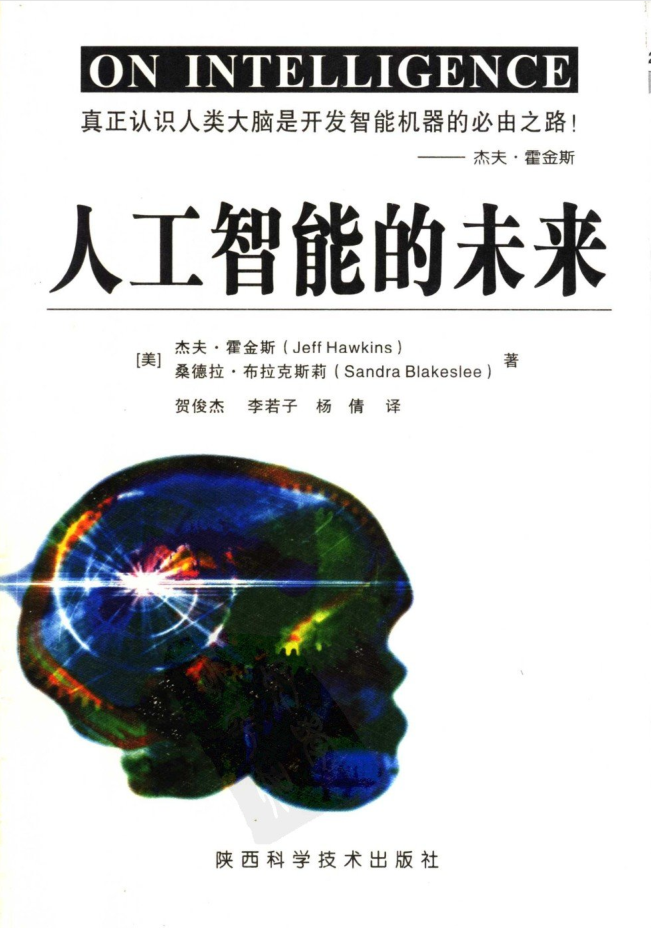 ON INTELLIGENCE
真正认识人类大脑是开发智能机器的必由之路!
—— 杰夫·霍金斯
人工智能的未来
[美] 杰夫·霍金斯(Jeff Hawkins)
桑德拉·布拉克斯莉(Sandra Blakeslee) 著
贺俊杰 李若子 杨 倩 译
陕西科学技术出版社